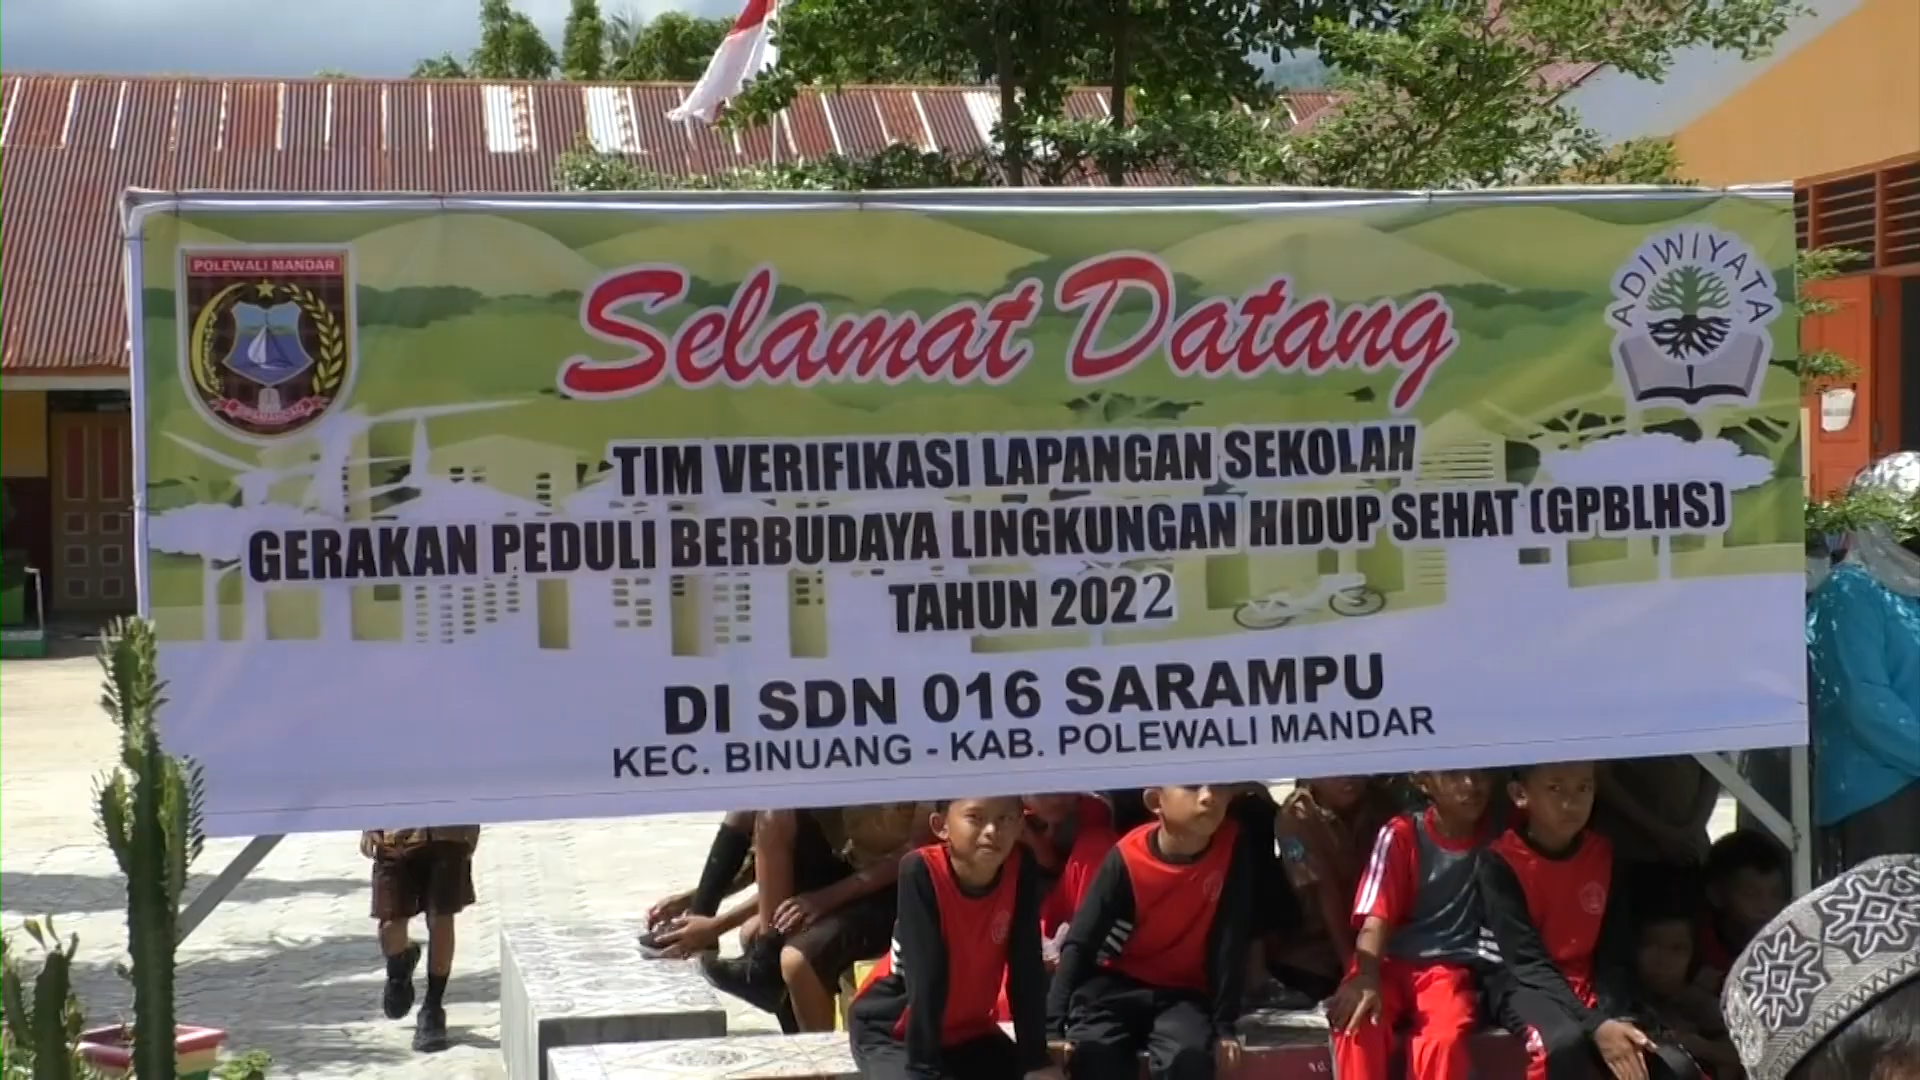 POLEWALI MANDAR
Selamat Datang
ADIWIYATA
TIM VERIFIKASI LAPANGAN SEKOLAH
GERAKAN PEDULI BERBUDAYA LINGKUNGAN HIDUP SEHAT (GPBLHS)
TAHUN 2022
DI SDN 016 SARAMPU
KEC. BINUANG - KAB. POLEWALI MANDAR